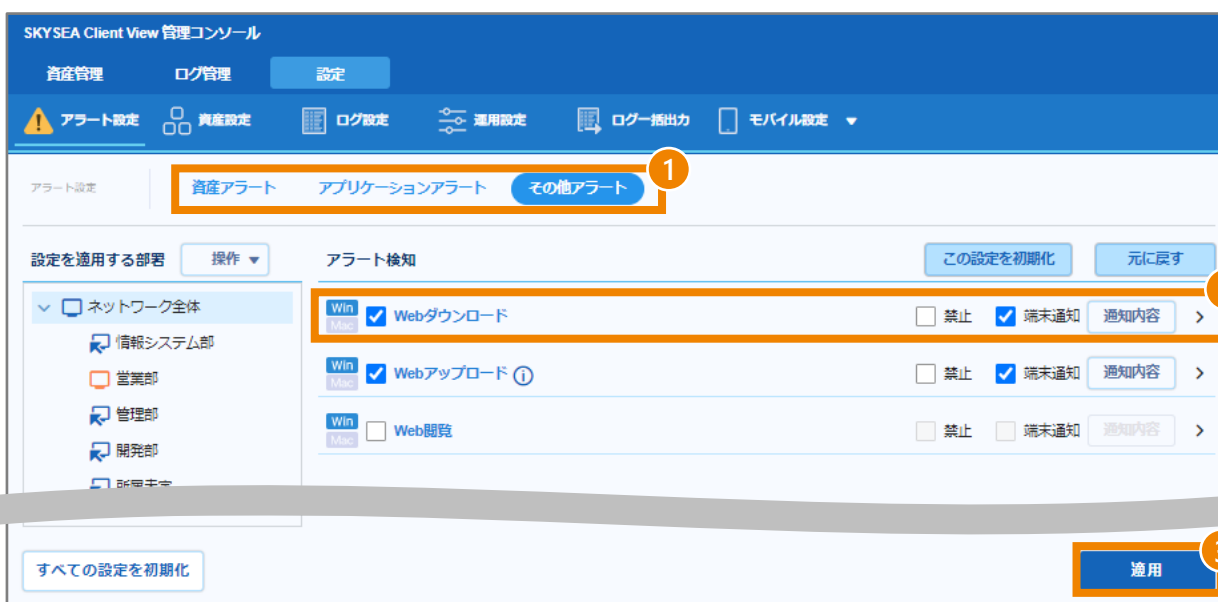 SKYSEA Client View 管理コンソール
資産管理 ログ管理 設定
アラート設定 資産設定 ログ設定 運用設定 ログ一括出力 モバイル設定 ▼
1
アラート設定 資産アラート アプリケーションアラート その他アラート
設定を適用する部署 操作 ▼ アラート検知 この設定を初期化 元に戻す
ネットワーク全体 Win Mac Webダウンロード 禁止 端末通知 通知内容 >
情報システム部
営業部 Win Mac Webアップロード i 禁止 端末通知 通知内容 >
管理部 Win Mac Web閲覧 禁止 端末通知 通知内容 >
開発部
所属未定
すべての設定を初期化 適用